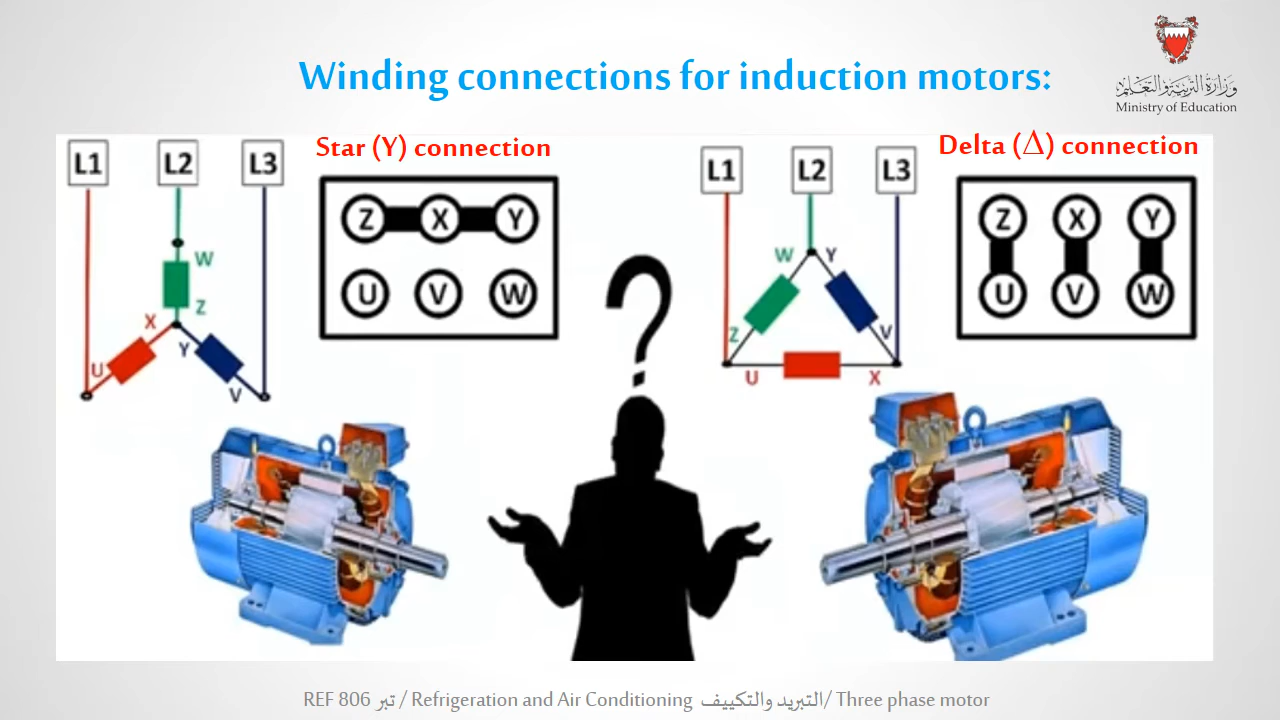 Winding connections for induction motors:
وزارة التربية والتعليم
Ministry of Education
Star (Y) connection
L1 L2 L3
W
Z
X
Y
U
V
Z X Y
U V W
?
Delta (Δ) connection
L1 L2 L3
W Y
Z V
U X
Z X Y
U V W
REF 806 تبر / Refrigeration and Air Conditioning التبريد والتكييف/ Three phase motor